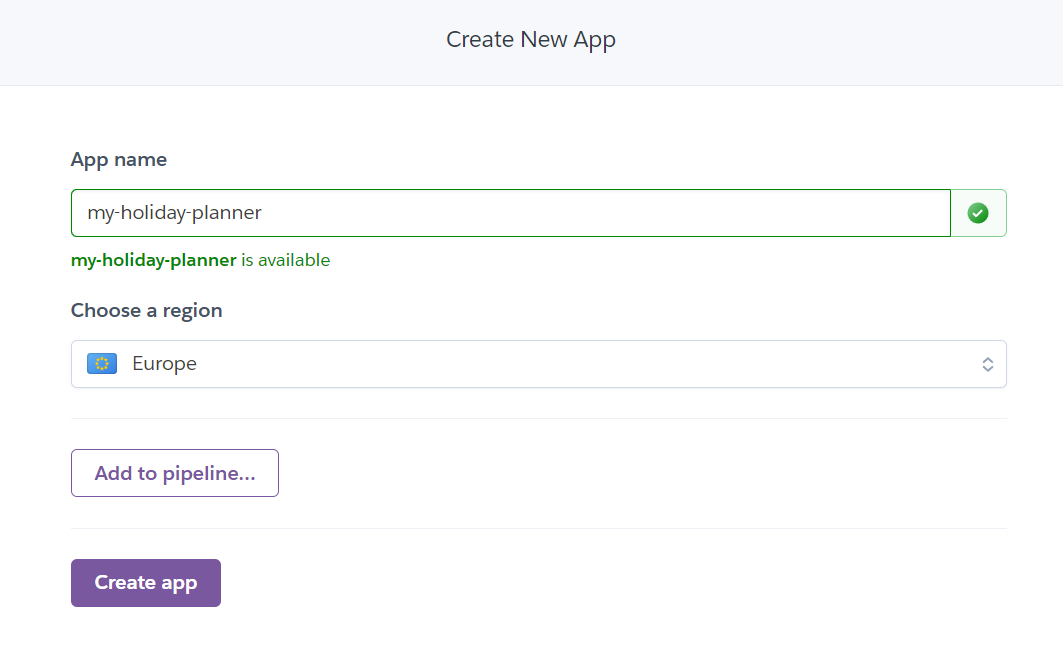 Create New App
App name
my-holiday-planner
my-holiday-planner is available
Choose a region
Europe
Add to pipeline...
Create app